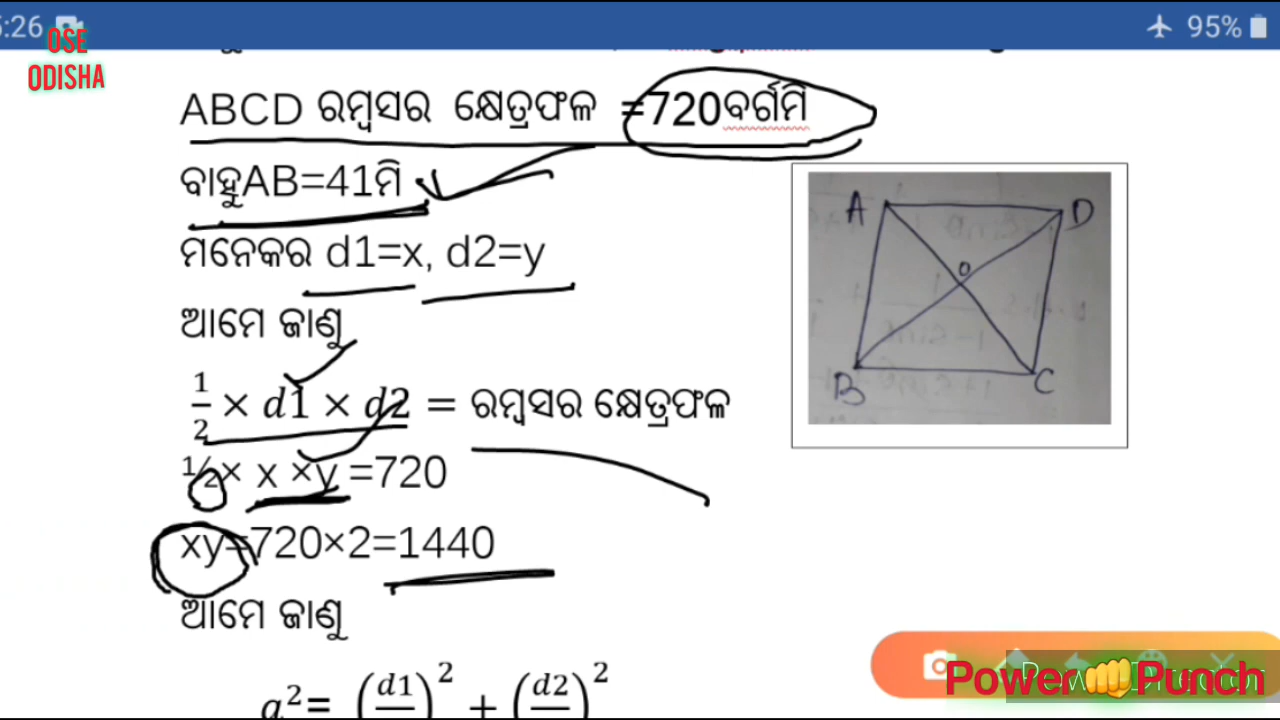 5:26
95%
OSE
ODISHA
ABCD ରମ୍ବସର କ୍ଷେତ୍ରଫଳ =720ବର୍ଗମି
ବାହୁAB=41ମି
ମନେକର d1=x, d2=y
ଆମେ ଜାଣୁ
1/2 × d1 × d2 = ରମ୍ବସର କ୍ଷେତ୍ରଫଳ
½× x ×y =720
xy=720×2=1440
ଆମେ ଜାଣୁ
a²= (d1/)² + (d2/)²
A D
O
B C
Power Punch